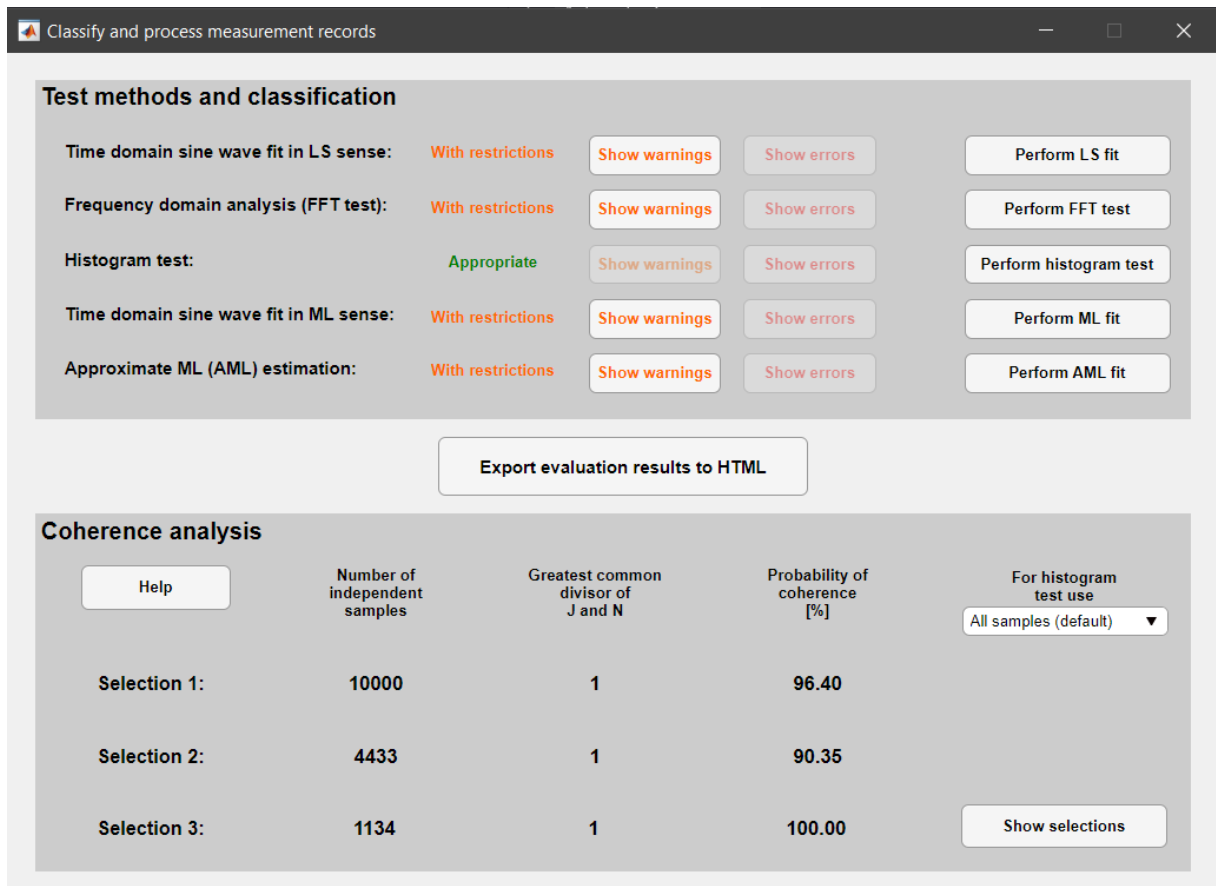 Classify and process measurement records
Test methods and classification
Time domain sine wave fit in LS sense: With restrictions Show warnings Show errors Perform LS fit
Frequency domain analysis (FFT test): With restrictions Show warnings Show errors Perform FFT test
Histogram test: Appropriate Show warnings Show errors Perform histogram test
Time domain sine wave fit in ML sense: With restrictions Show warnings Show errors Perform ML fit
Approximate ML (AML) estimation: With restrictions Show warnings Show errors Perform AML fit
Export evaluation results to HTML
Coherence analysis
Help
Number of
independent
samples
Greatest common
divisor of
J and N
Probability of
coherence
[%]
For histogram
test use
All samples (default)
Selection 1: 10000 1 96.40
Selection 2: 4433 1 90.35
Selection 3: 1134 1 100.00 Show selections